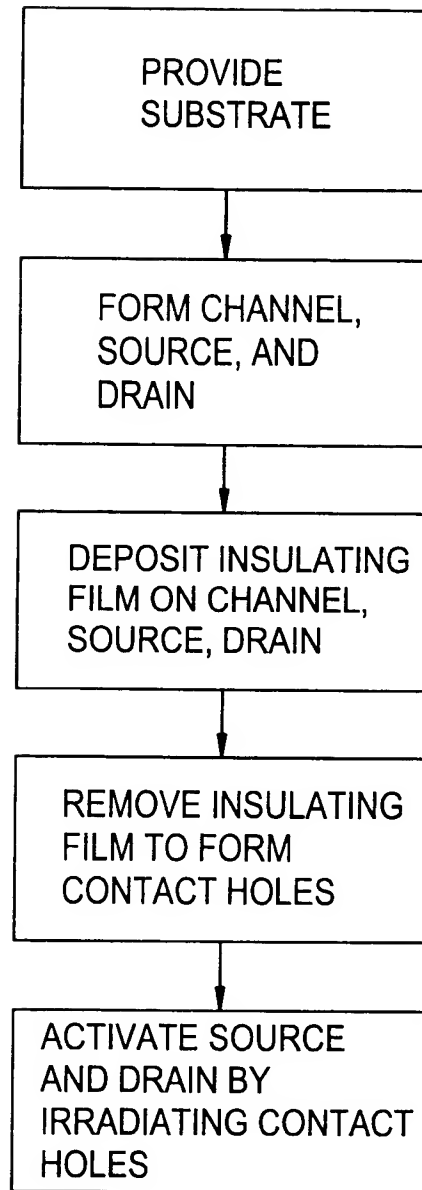 PROVIDE
SUBSTRATE
FORM CHANNEL,
SOURCE, AND
DRAIN
DEPOSIT INSULATING
FILM ON CHANNEL,
SOURCE, DRAIN
REMOVE INSULATING
FILM TO FORM
CONTACT HOLES
ACTIVATE SOURCE
AND DRAIN BY
IRRADIATING CONTACT
HOLES